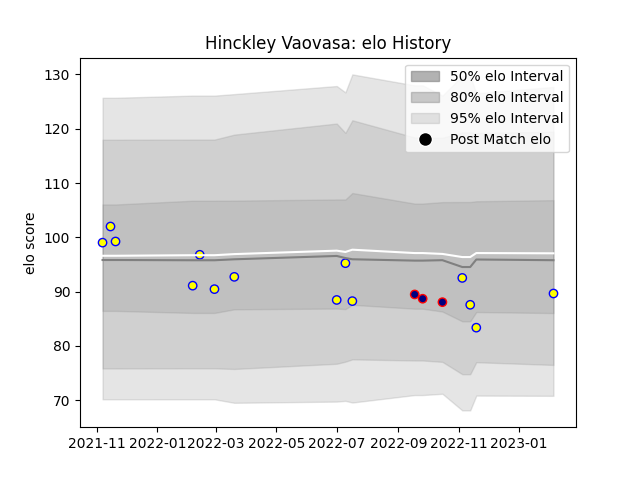 Hinckley Vaovasa: elo History
50% elo Interval
80% elo Interval
95% elo Interval
Post Match elo
elo score
130
120
110
100
90
80
70
2021-11 2022-01 2022-03 2022-05 2022-07 2022-09 2022-11 2023-01